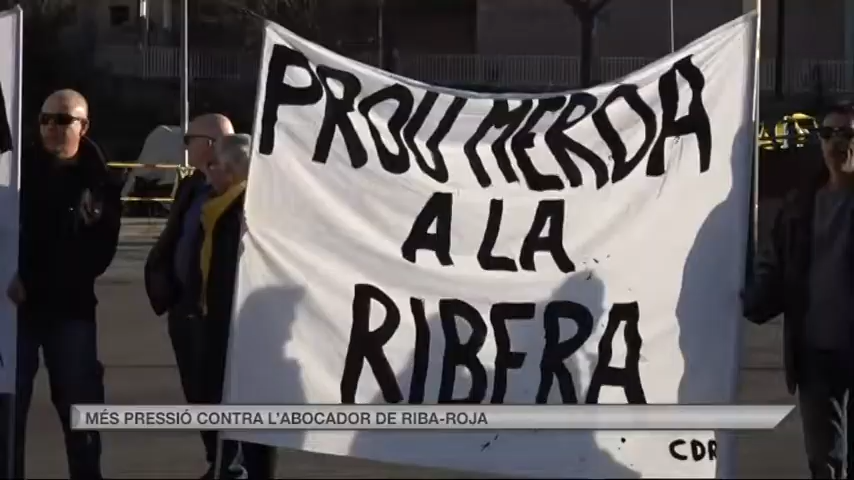 PROU MERDA
A LA
RIBERA
MÉS PRESSIÓ CONTRA L'ABOCADOR DE RIBA-ROJA
CDR